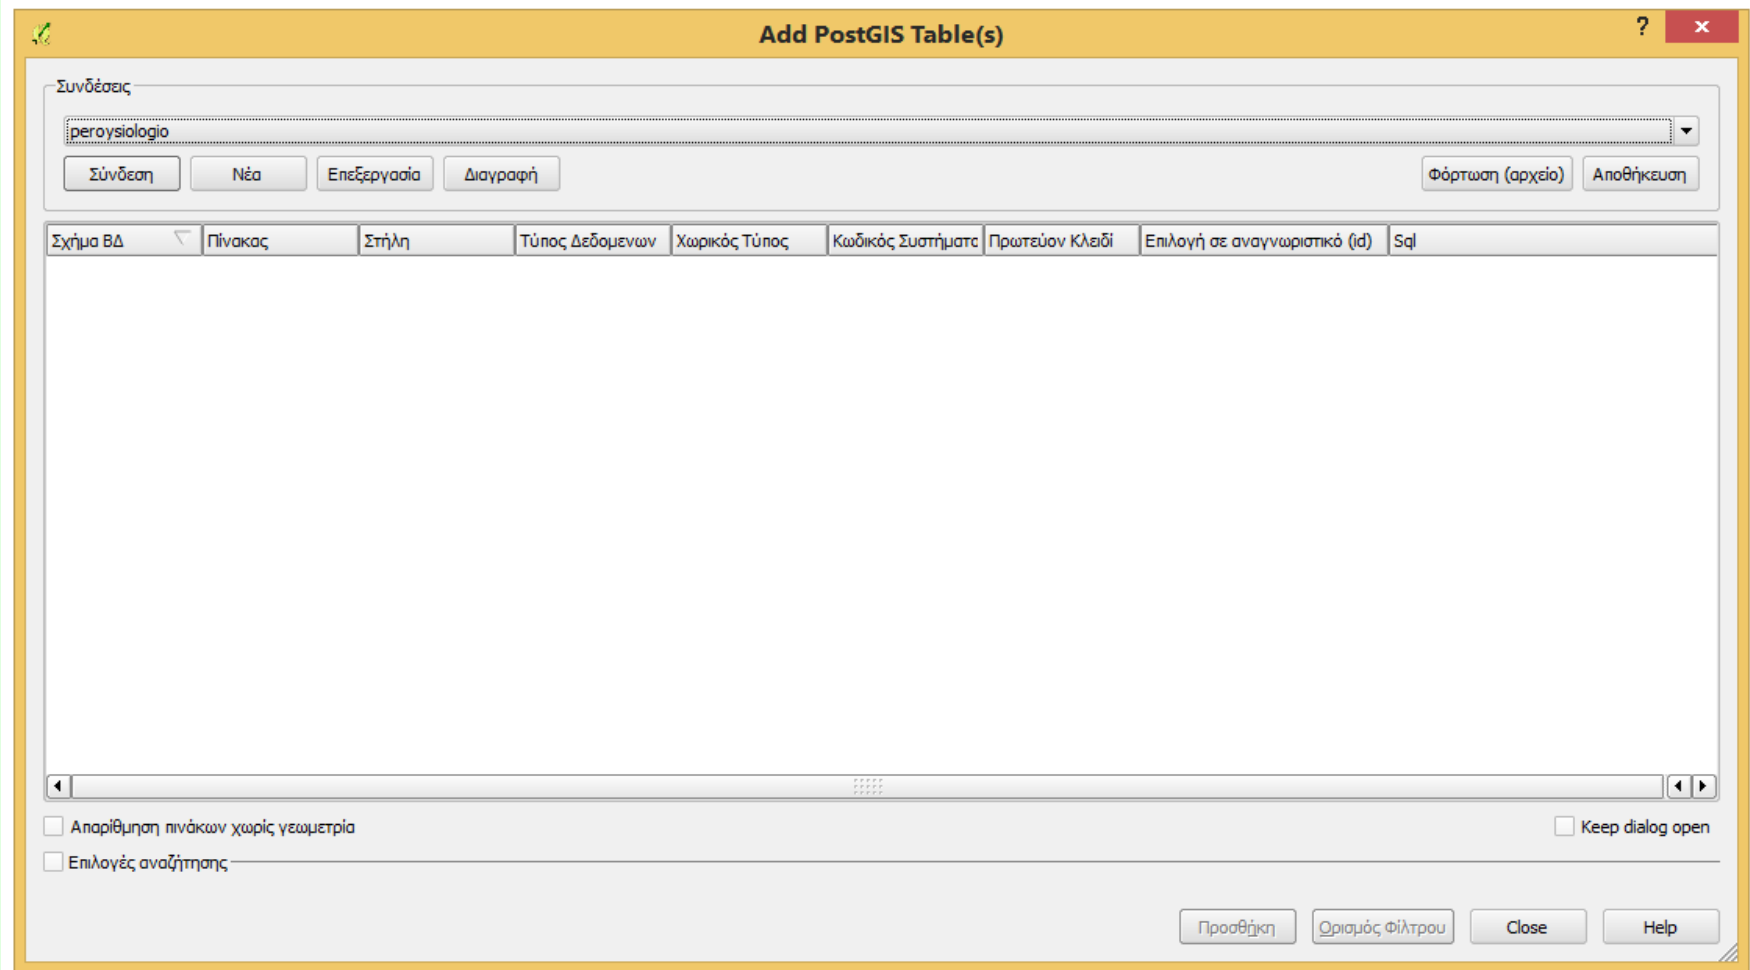 Add PostGIS Table(s)
?
x
Συνδέσεις
peroysiologio
Σύνδεση Νέα Επεξεργασία Διαγραφή Φόρτωση (αρχείο) Αποθήκευση
Σχήμα ΒΔ Πίνακας Στήλη Τύπος Δεδομενων Χωρικός Τύπος Κωδικός Συστήματο Πρωτεύον Κλειδί Επιλογή σε αναγνωριστικό (id) Sql
Απαρίθμηση πινάκων χωρίς γεωμετρία Keep dialog open
Επιλογές αναζήτησης
Προσθήκη Ορισμός Φίλτρου Close Help